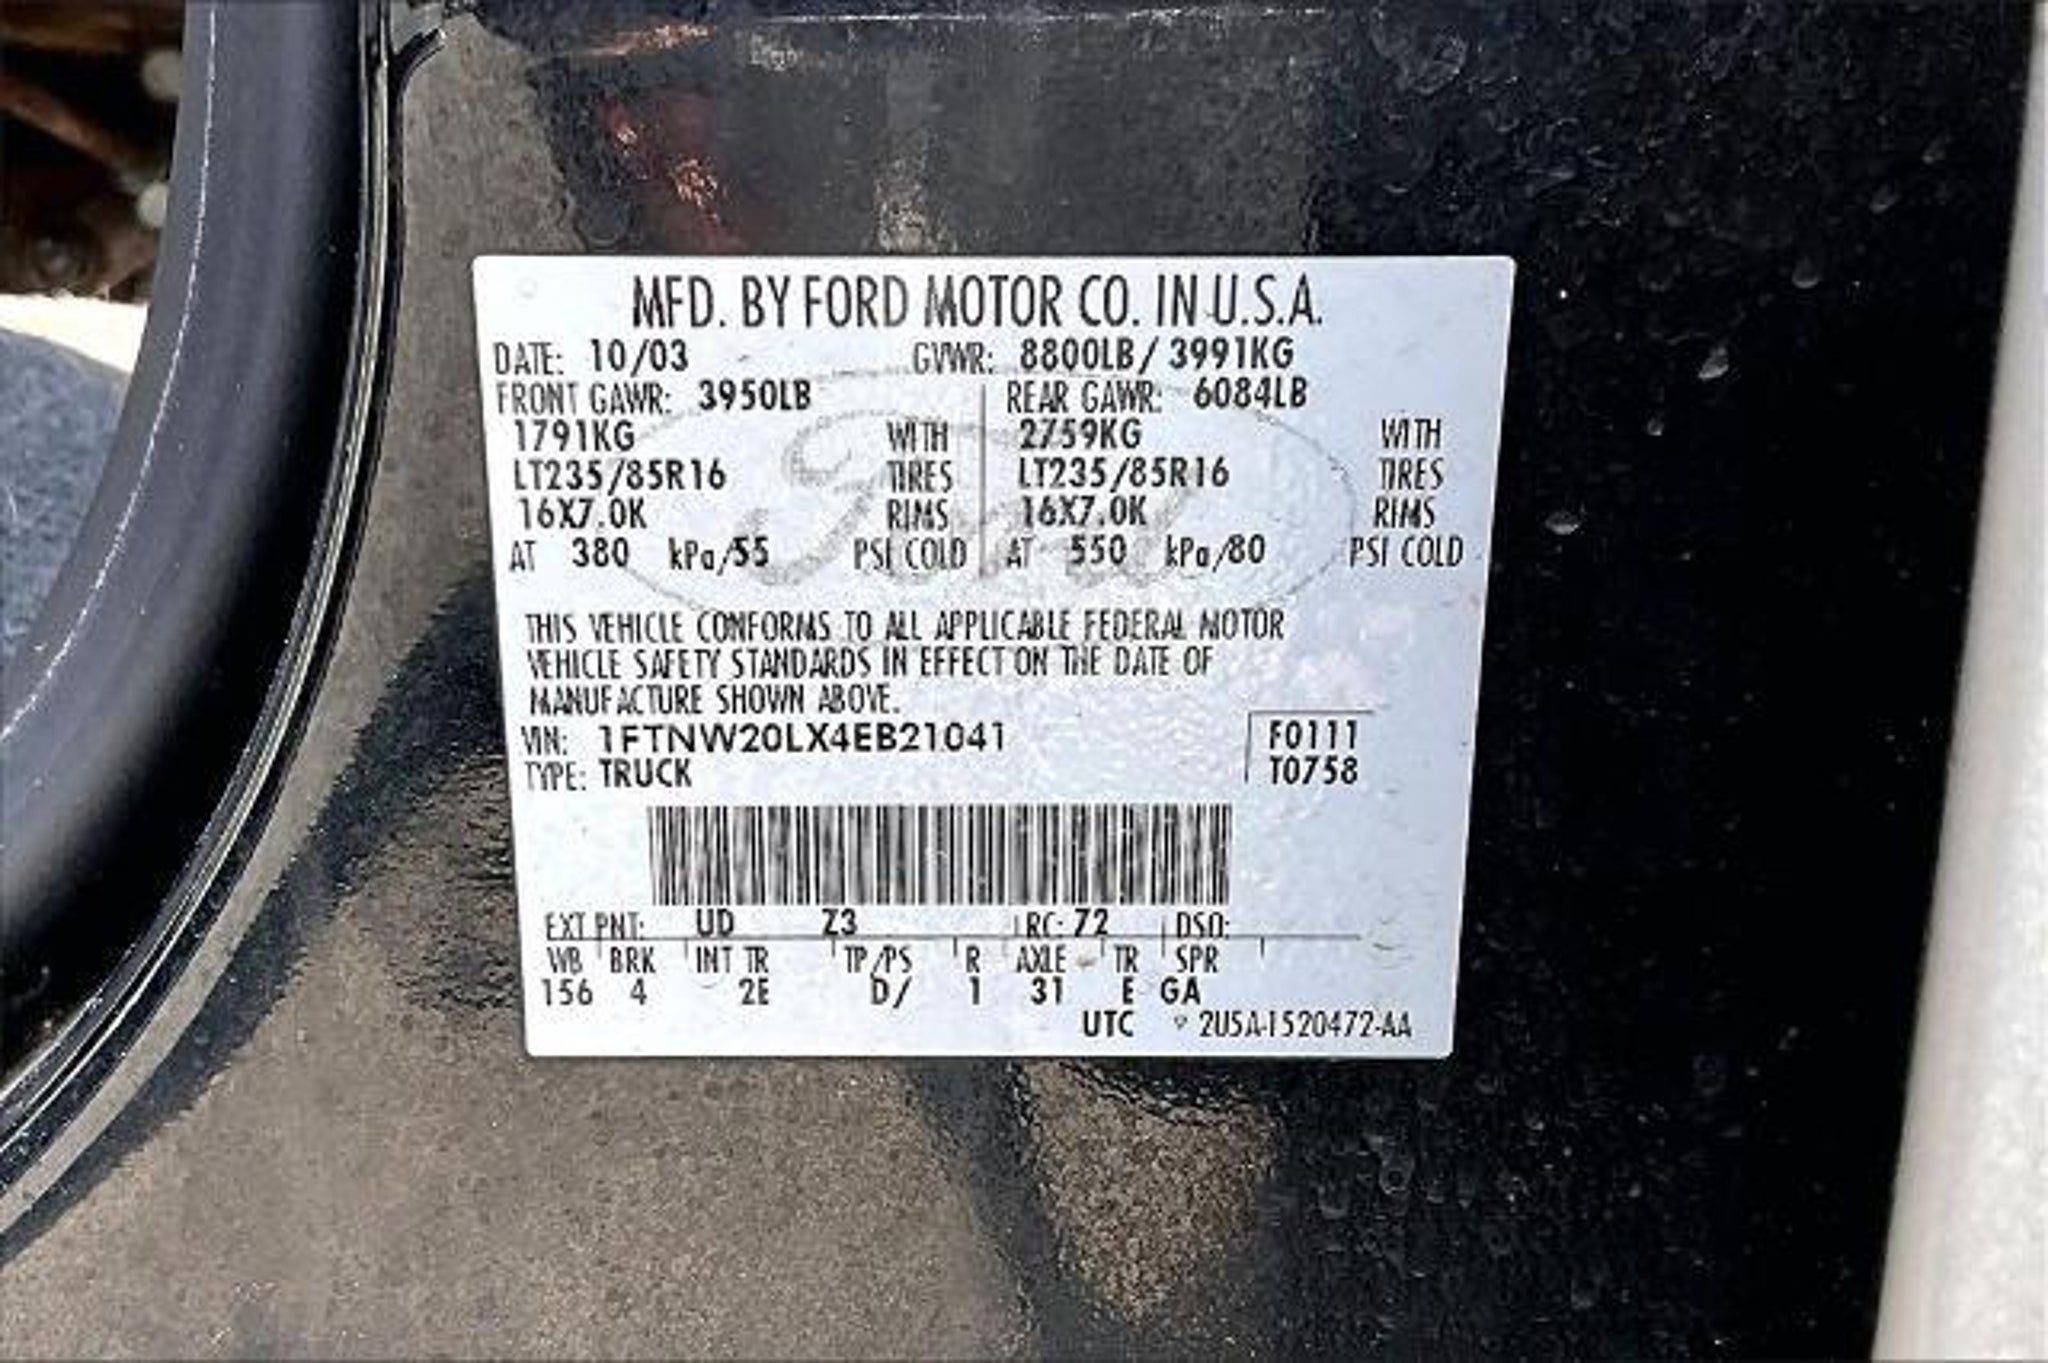 MFD. BY FORD MOTOR CO. IN U.S.A.
DATE: 10/03 GVWR: 8800LB / 3991KG
FRONT GAWR: 3950LB REAR GAWR: 6084LB
1791KG WITH 2759KG WITH
LT235/85R16 TIRES LT235/85R16 TIRES
16X7.0K RIMS 16X7.0K RIMS
AT 380 kPa/55 PSI COLD AT 550 kPa/80 PSI COLD
THIS VEHICLE CONFORMS TO ALL APPLICABLE FEDERAL MOTOR
VEHICLE SAFETY STANDARDS IN EFFECT ON THE DATE OF
MANUFACTURE SHOWN ABOVE.
VIN: 1FTNW20LX4EB21041 F0111
TYPE: TRUCK T0758
EXT PNT: UD Z3 RC: 72 DSO:
WB BRK INT TR TP/PS R AXLE TR SPR
156 4 2E D/ 1 31 E GA
UTC 2U5A-1520472-AA